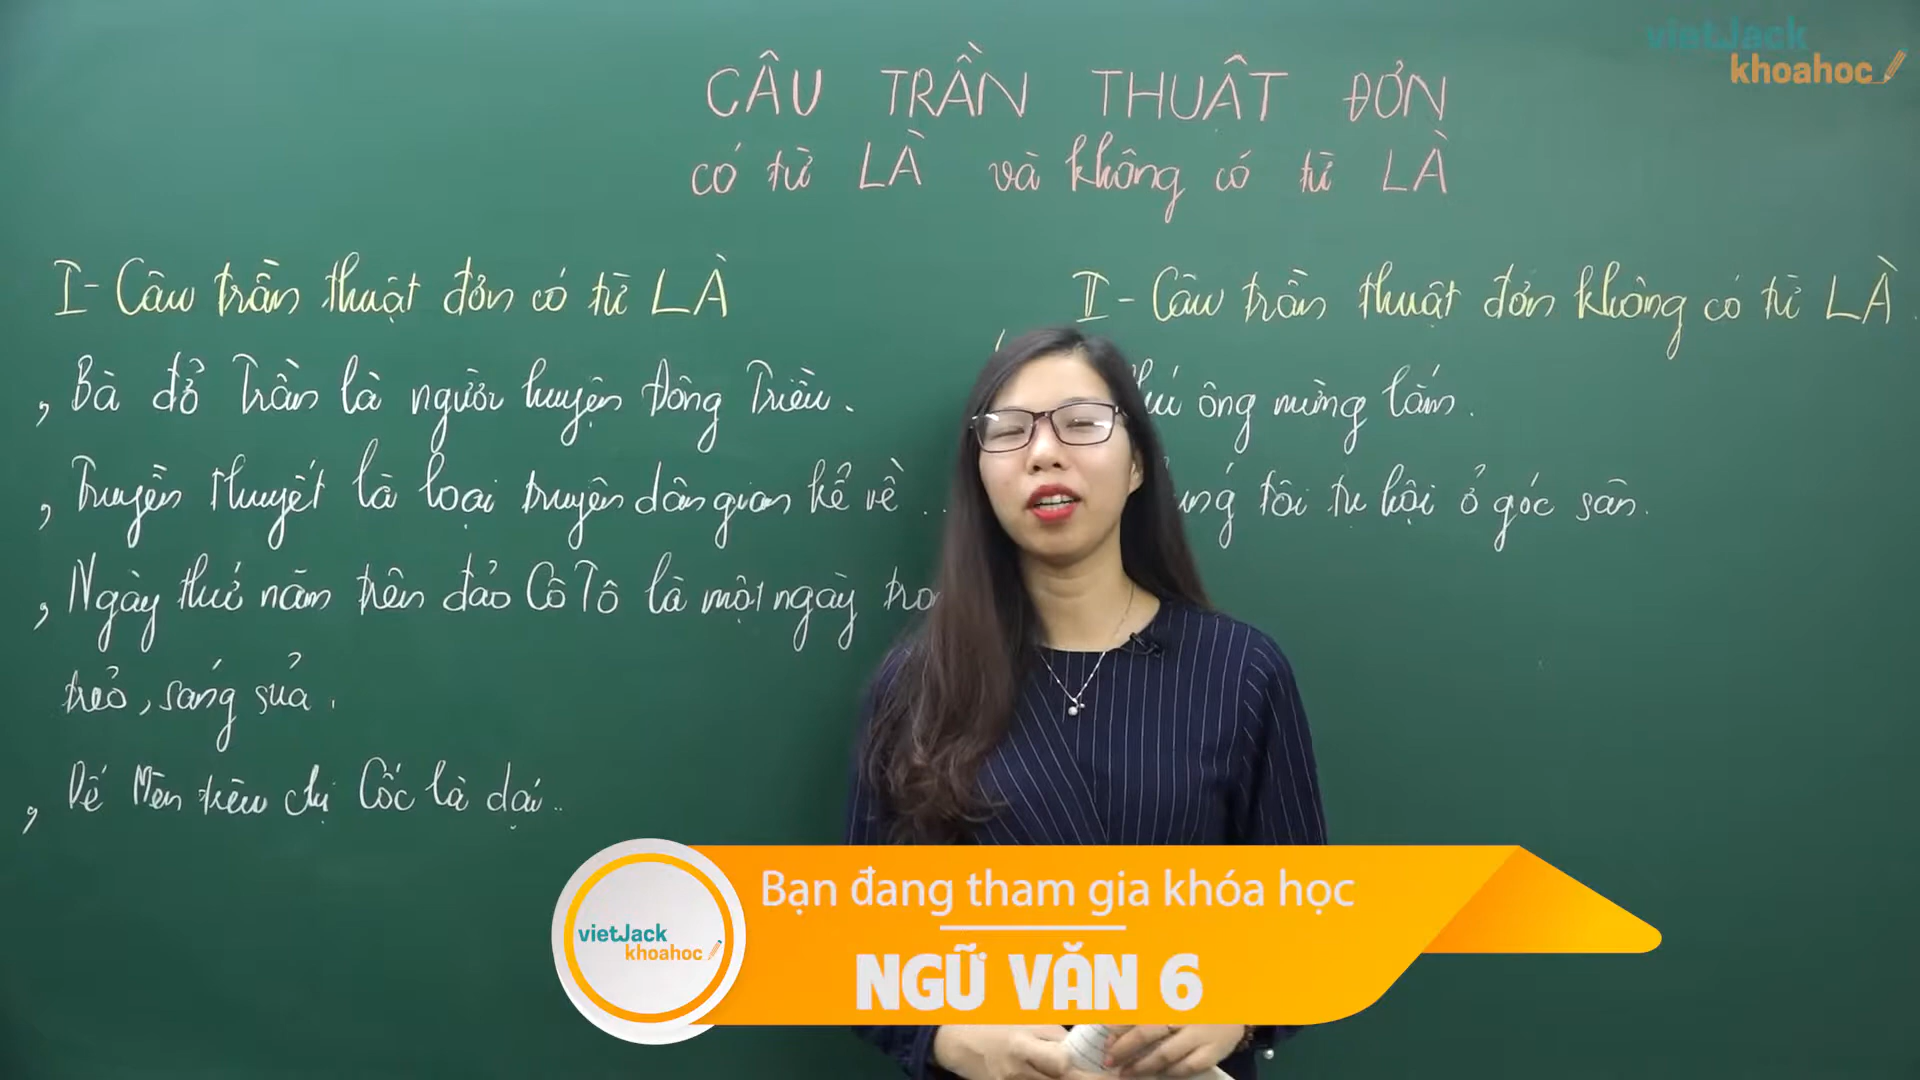 vietJack
khoahoc
CÂU TRẦN THUẬT ĐƠN
có từ LÀ và không có từ LÀ
I - Câu trần thuật đơn có từ LÀ
, Bà đỡ Trần là người huyện Đông Triều.
, Truyền thuyết là loại truyện dân gian kể về ...
, Ngày thứ năm trên đảo Cô Tô là một ngày
trẻo, sáng sủa.
, Dế Mèn trêu chị Cốc là dại..
II - Câu trần thuật đơn không có từ LÀ.
ông mừng lắm.
tôi tụ hội ở góc sân.
Bạn đang tham gia khóa học
NGỮ VĂN 6
vietJack
khoahoc